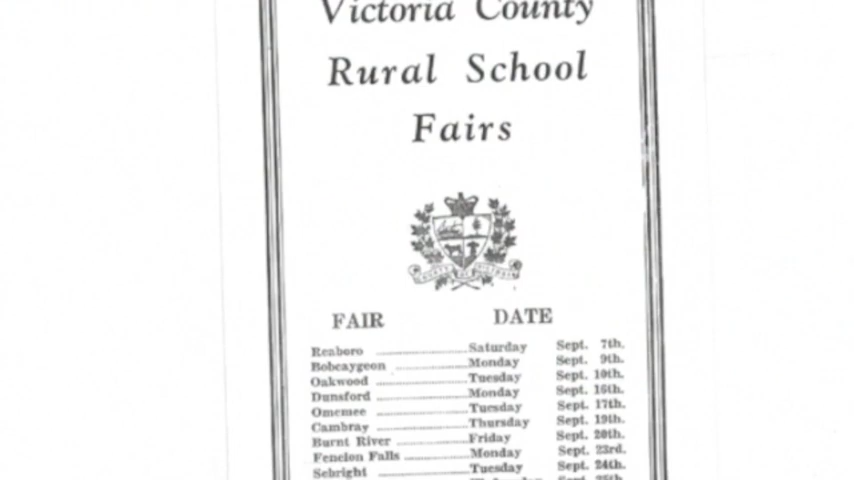 Victoria County
Rural School
Fairs
FAIR DATE
Reaboro Saturday Sept. 7th.
Bobcaygeon Monday Sept. 9th.
Oakwood Tuesday Sept. 10th.
Dunsford Monday Sept. 16th.
Omemee Tuesday Sept. 17th.
Cambray Thursday Sept. 19th.
Burnt River Friday Sept. 20th.
Fenelon Falls Monday Sept. 23rd.
Sebright Tuesday Sept. 24th.